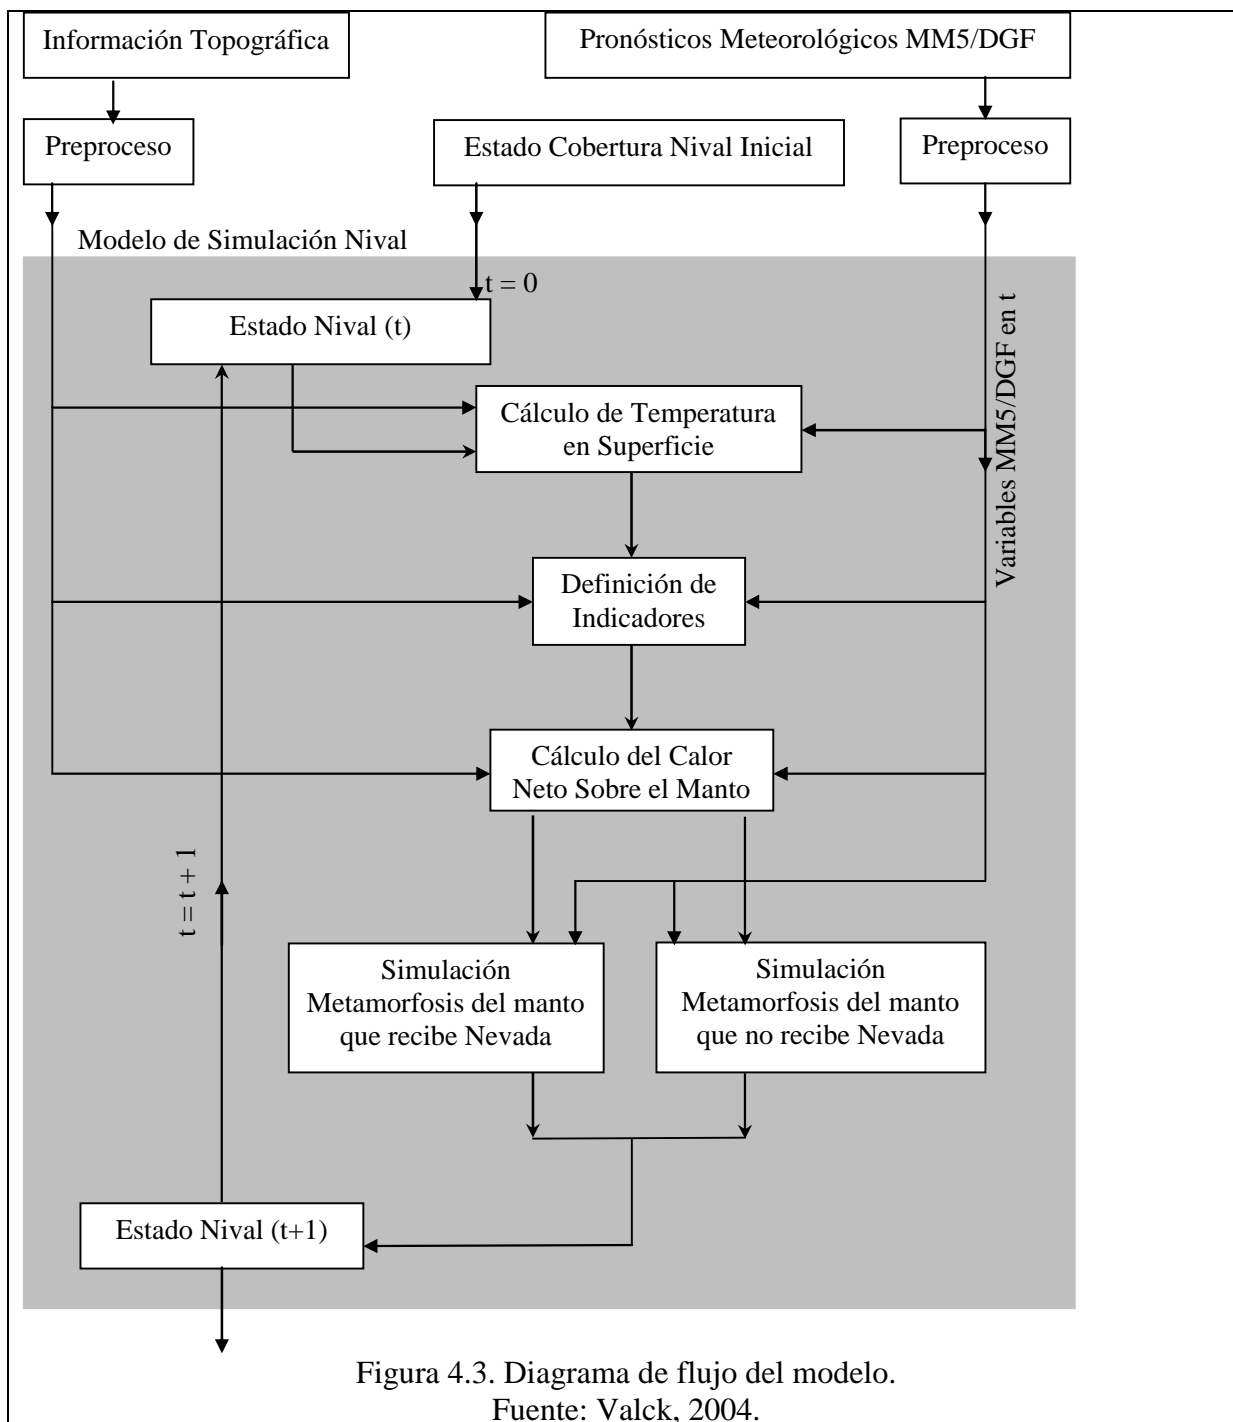 Información Topográfica
Pronósticos Meteorológicos MM5/DGF
Preproceso
Estado Cobertura Nival Inicial
Preproceso
Modelo de Simulación Nival
t = 0
Estado Nival (t)
Variables MM5/DGF en t
Cálculo de Temperatura
en Superficie
Definición de
Indicadores
Cálculo del Calor
Neto Sobre el Manto
t = t + 1
Simulación
Metamorfosis del manto
que recibe Nevada
Simulación
Metamorfosis del manto
que no recibe Nevada
Estado Nival (t+1)
Figura 4.3. Diagrama de flujo del modelo.
Fuente: Valck, 2004.